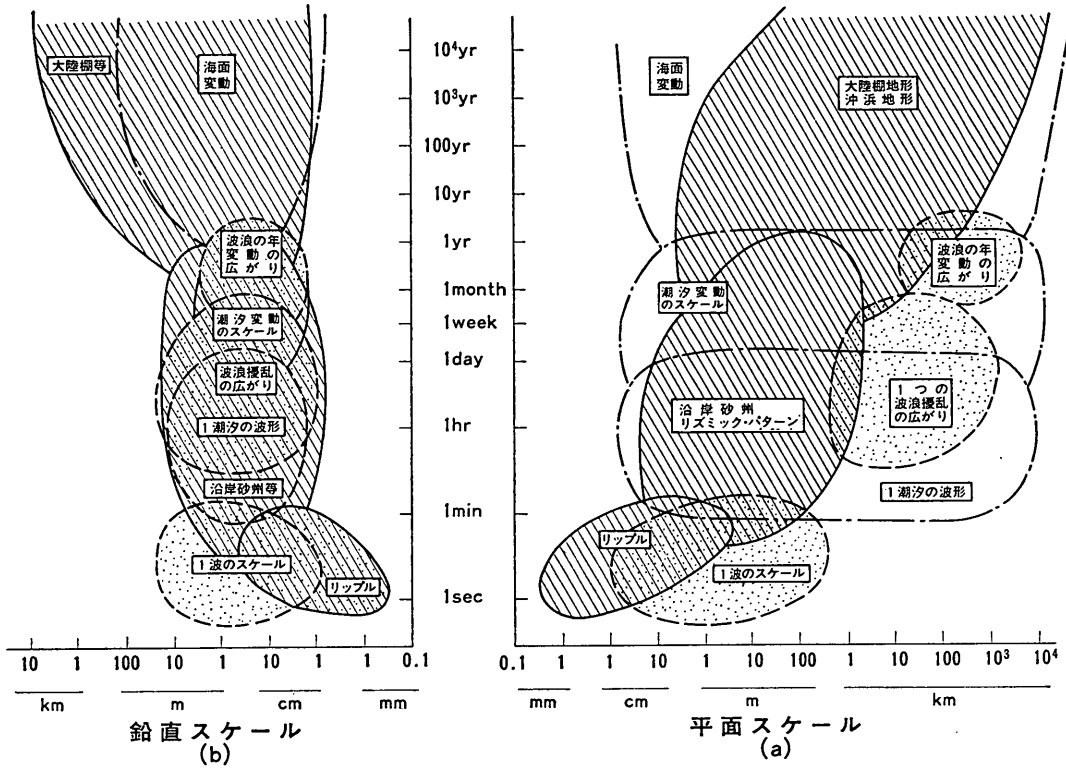 大陸棚等
海面
変動
波浪の年
変動の
広がり
潮汐変動
のスケール
波浪擾乱
の広がり
1潮汐の波形
沿岸砂州等
1波のスケール
リップル
10 1 100 10 1 10 1 1 0.1
km m cm mm
鉛直スケール
(b)
10⁴yr
10³yr
100yr
10yr
1yr
1month
1week
1day
1hr
1min
1sec
海面
変動
大陸棚地形
沖浜地形
波浪の年
変動の
広がり
潮汐変動
のスケール
沿岸砂州
リズミック・パターン
1つの
波浪擾乱
の広がり
1潮汐の波形
リップル
1波のスケール
0.1 1 1 10 1 10 100 1 10 100 10³ 10⁴
mm cm m km
平面スケール
(a)